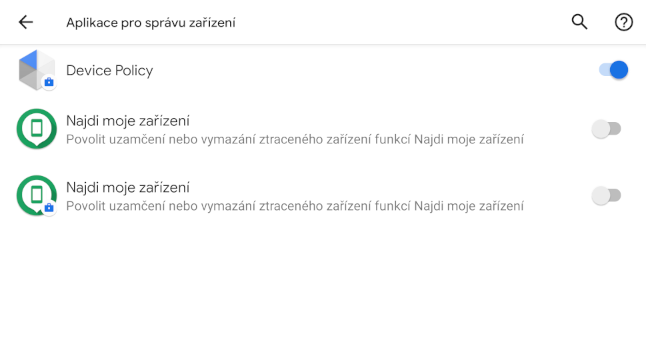 Aplikace pro správu zařízení
Device Policy
Najdi moje zařízení
Povolit uzamčení nebo vymazání ztraceného zařízení funkcí Najdi moje zařízení
Najdi moje zařízení
Povolit uzamčení nebo vymazání ztraceného zařízení funkcí Najdi moje zařízení